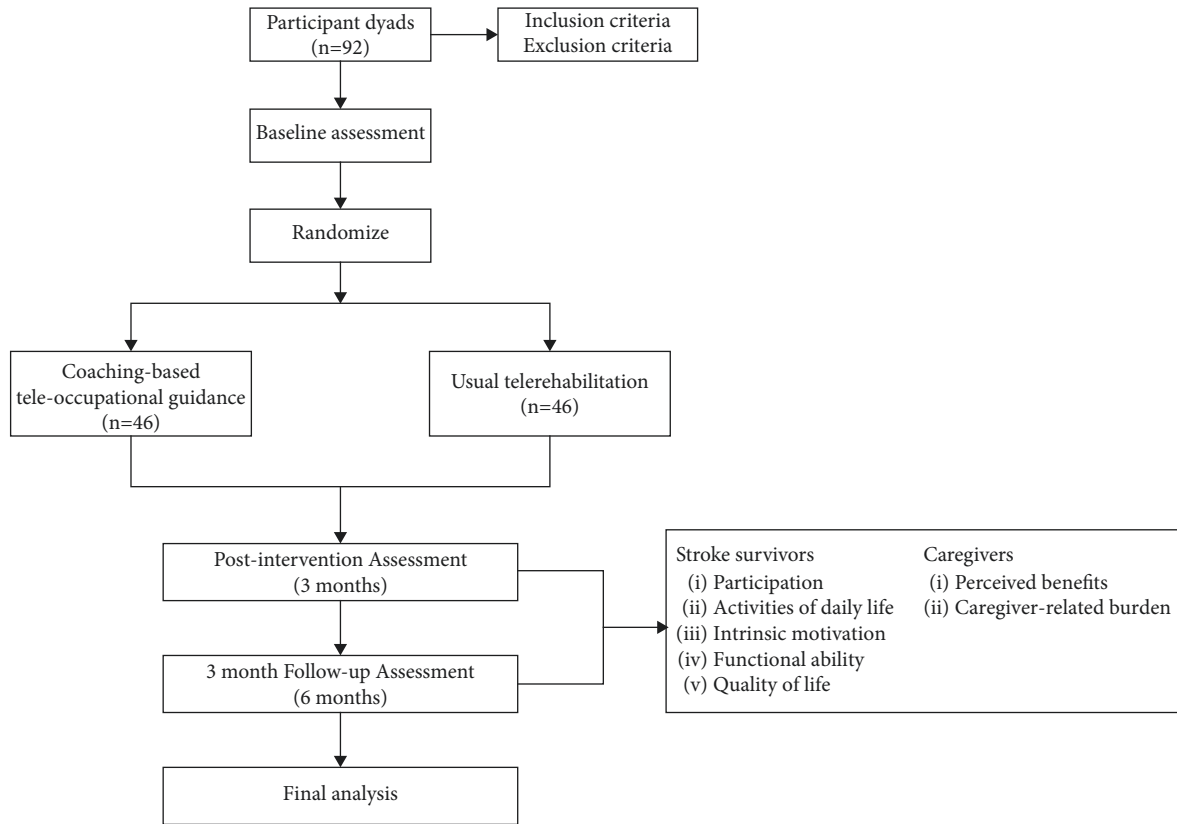 Participant dyads
(n=92)
Inclusion criteria
Exclusion criteria
Baseline assessment
Randomize
Coaching-based
tele-occupational guidance
(n=46)
Usual telerehabilitation
(n=46)
Post-intervention Assessment
(3 months)
3 month Follow-up Assessment
(6 months)
Stroke survivors
(i) Participation
(ii) Activities of daily life
(iii) Intrinsic motivation
(iv) Functional ability
(v) Quality of life
Caregivers
(i) Perceived benefits
(ii) Caregiver-related burden
Final analysis